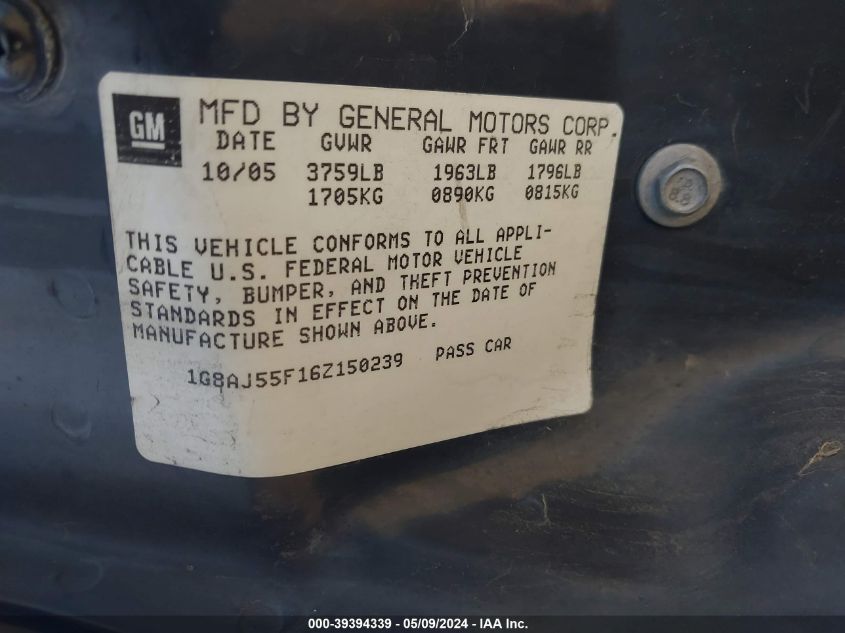 GM
MFD BY GENERAL MOTORS CORP.
DATE GVWR GAWR FRT GAWR RR
10/05 3759LB 1963LB 1796LB
1705KG 0890KG 0815KG
THIS VEHICLE CONFORMS TO ALL APPLI-
CABLE U.S. FEDERAL MOTOR VEHICLE
SAFETY, BUMPER, AND THEFT PREVENTION
STANDARDS IN EFFECT ON THE DATE OF
MANUFACTURE SHOWN ABOVE.
1G8AJ55F16Z150239 PASS CAR
000-39394339 - 05/09/2024 - IAA Inc.